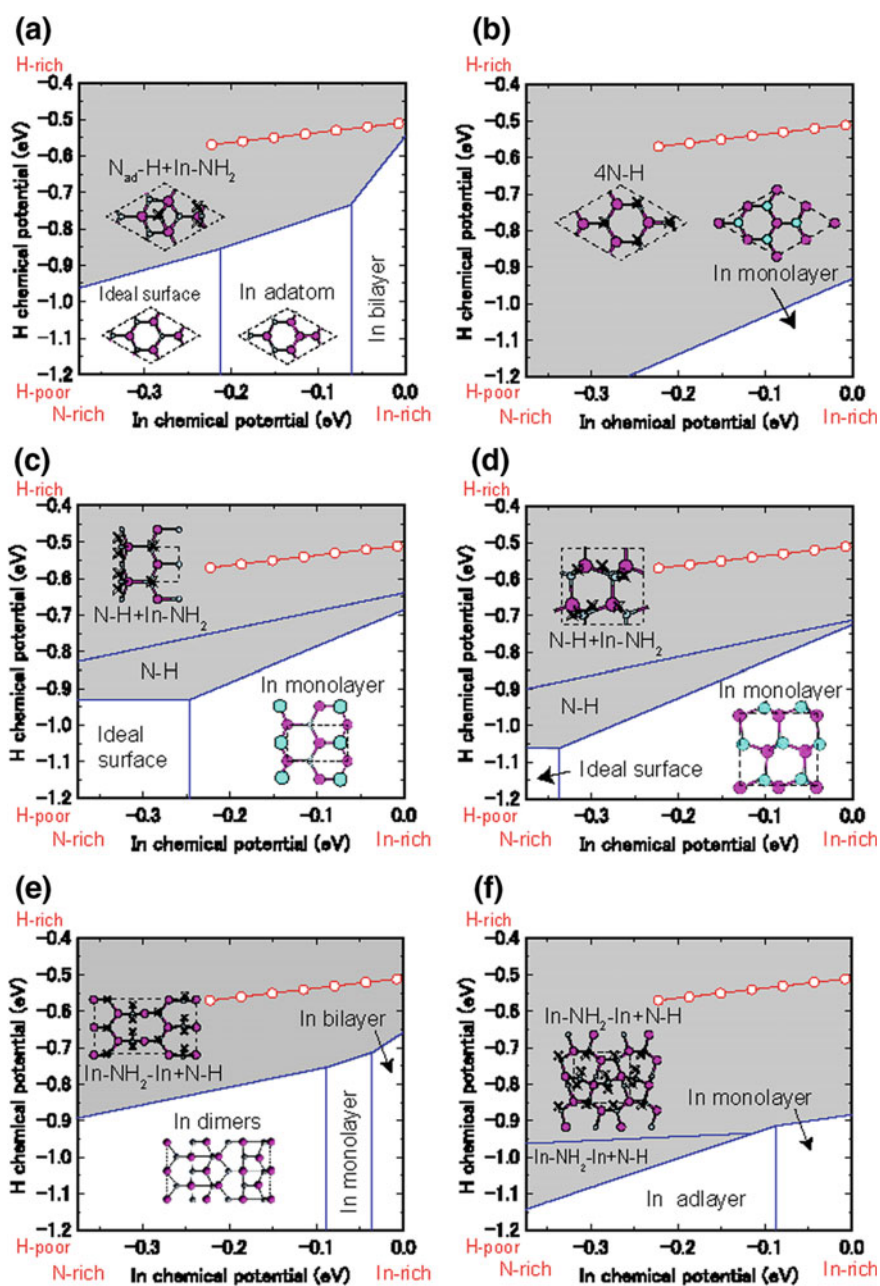 (a)
H-rich
−0.4
−0.5
−0.6
−0.7
−0.8
−0.9
−1.0
−1.1
−1.2
H chemical potential (eV)
Nad-H+In-NH2
Ideal surface
In adatom
In bilayer
H-poor
N-rich
−0.3
−0.2
−0.1
0.0
In chemical potential (eV)
In-rich
(b)
H-rich
−0.4
−0.5
−0.6
−0.7
−0.8
−0.9
−1.0
−1.1
−1.2
H chemical potential (eV)
4N-H
In monolayer
H-poor
N-rich
−0.3
−0.2
−0.1
0.0
In chemical potential (eV)
In-rich
(c)
H-rich
−0.4
−0.5
−0.6
−0.7
−0.8
−0.9
−1.0
−1.1
−1.2
H chemical potential (eV)
N-H+In-NH2
N-H
In monolayer
Ideal
surface
H-poor
N-rich
−0.3
−0.2
−0.1
0.0
In chemical potential (eV)
In-rich
(d)
H-rich
−0.4
−0.5
−0.6
−0.7
−0.8
−0.9
−1.0
−1.1
−1.2
H chemical potential (eV)
N-H+In-NH2
N-H
In monolayer
Ideal surface
H-poor
N-rich
−0.3
−0.2
−0.1
0.0
In chemical potential (eV)
In-rich
(e)
H-rich
−0.4
−0.5
−0.6
−0.7
−0.8
−0.9
−1.0
−1.1
−1.2
H chemical potential (eV)
In bilayer
In-NH2-In+N-H
In dimers
In monolayer
H-poor
N-rich
−0.3
−0.2
−0.1
0.0
In chemical potential (eV)
In-rich
(f)
H-rich
−0.4
−0.5
−0.6
−0.7
−0.8
−0.9
−1.0
−1.1
−1.2
H chemical potential (eV)
In-NH2-In+N-H
In monolayer
In-NH2-In+N-H
In adlayer
H-poor
N-rich
−0.3
−0.2
−0.1
0.0
In chemical potential (eV)
In-rich